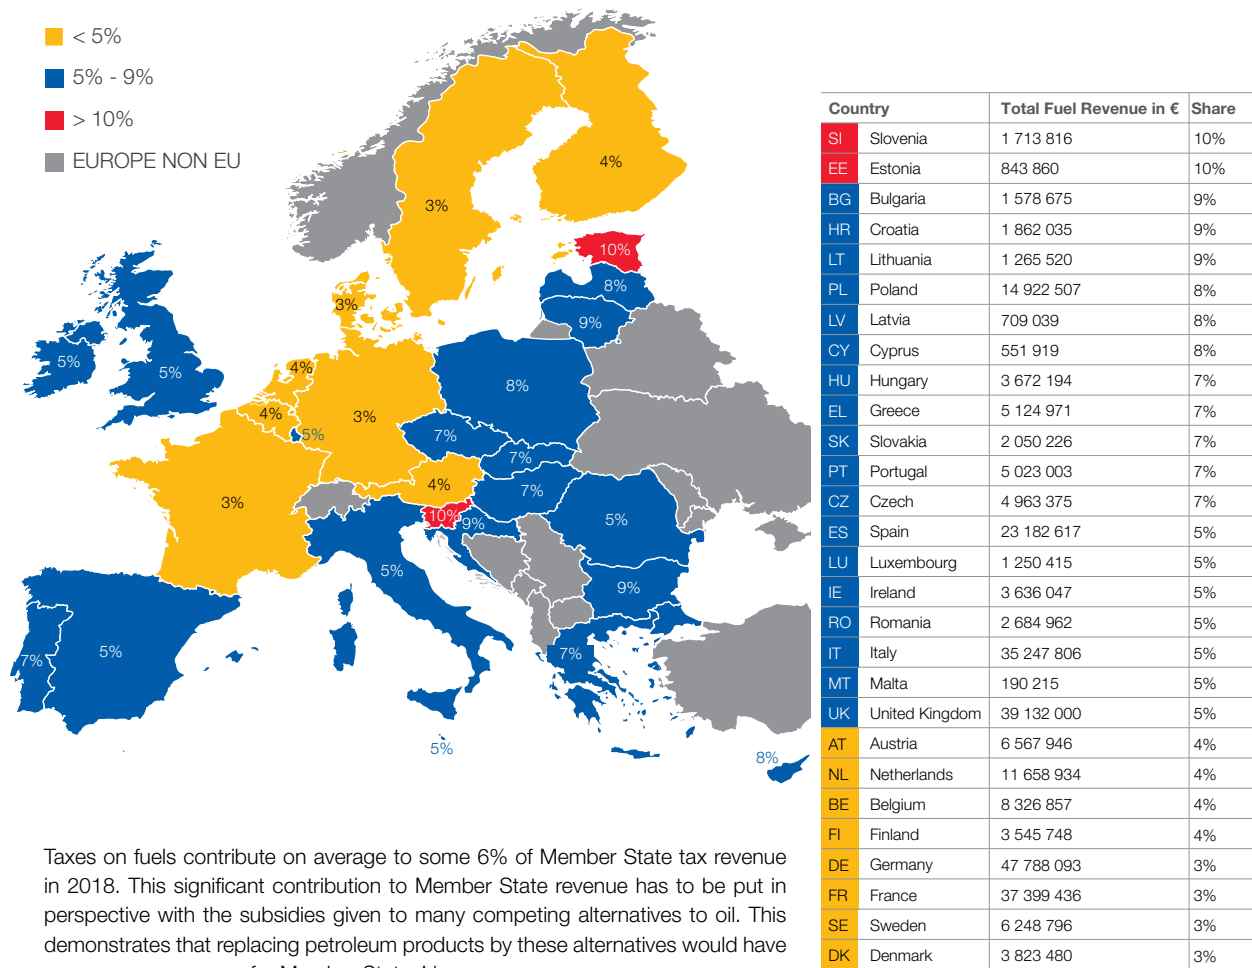 < 5%
5% - 9%
> 10%
EUROPE NON EU
4%
3%
10%
8%
3%
9%
5%
5%
4%
8%
4%
3%
5%
7%
7%
4%
7%
3%
10%
9%
5%
5%
9%
5%
7%
7%
5%
8%
Country Total Fuel Revenue in € Share
SI Slovenia 1 713 816 10%
EE Estonia 843 860 10%
BG Bulgaria 1 578 675 9%
HR Croatia 1 862 035 9%
LT Lithuania 1 265 520 9%
PL Poland 14 922 507 8%
LV Latvia 709 039 8%
CY Cyprus 551 919 8%
HU Hungary 3 672 194 7%
EL Greece 5 124 971 7%
SK Slovakia 2 050 226 7%
PT Portugal 5 023 003 7%
CZ Czech 4 963 375 7%
ES Spain 23 182 617 5%
LU Luxembourg 1 250 415 5%
IE Ireland 3 636 047 5%
RO Romania 2 684 962 5%
IT Italy 35 247 806 5%
MT Malta 190 215 5%
UK United Kingdom 39 132 000 5%
AT Austria 6 567 946 4%
NL Netherlands 11 658 934 4%
BE Belgium 8 326 857 4%
FI Finland 3 545 748 4%
DE Germany 47 788 093 3%
FR France 37 399 436 3%
SE Sweden 6 248 796 3%
DK Denmark 3 823 480 3%
Taxes on fuels contribute on average to some 6% of Member State tax revenue
in 2018. This significant contribution to Member State revenue has to be put in
perspective with the subsidies given to many competing alternatives to oil. This
demonstrates that replacing petroleum products by these alternatives would have